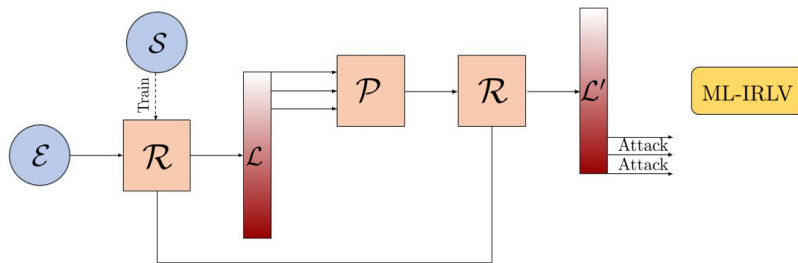 𝒮
Train
ℰ
ℛ
ℒ
𝒫
ℛ
ℒ′
Attack
Attack
ML-IRLV